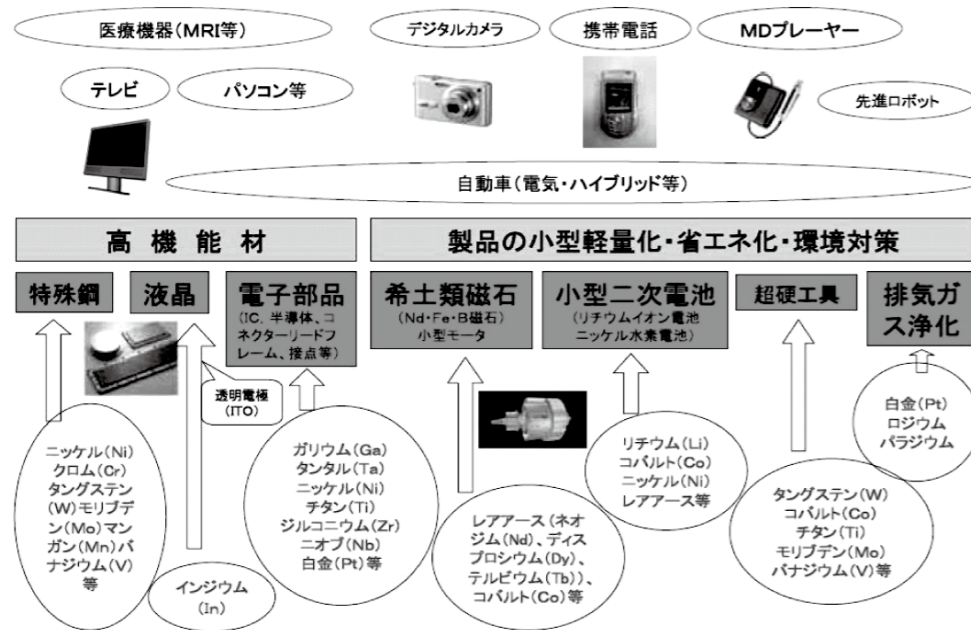 医療機器(MRI等)
デジタルカメラ
携帯電話
MDプレーヤー
テレビ
パソコン等
先進ロボット
自動車(電気・ハイブリッド等)
高機能材
製品の小型軽量化・省エネ化・環境対策
特殊鋼
液晶
電子部品
(IC、半導体、コ
ネクターリードフ
レーム、接点等)
希土類磁石
(Nd・Fe・B磁石)
小型モータ
小型二次電池
(リチウムイオン電池
ニッケル水素電池)
超硬工具
排気ガ
ス浄化
透明電極
(ITO)
ニッケル(Ni)
クロム(Cr)
タングステン
(W)モリブデ
ン(Mo)マン
ガン(Mn)バ
ナジウム(V)
等
インジウム
(In)
ガリウム(Ga)
タンタル(Ta)
ニッケル(Ni)
チタン(Ti)
ジルコニウム(Zr)
ニオブ(Nb)
白金(Pt)等
レアアース(ネオ
ジム(Nd)、ディス
プロシウム(Dy)、
テルビウム(Tb))、
コバルト(Co)等
リチウム(Li)
コバルト(Co)
ニッケル(Ni)
レアアース等
タングステン(W)
コバルト(Co)
チタン(Ti)
モリブデン(Mo)
バナジウム(V)等
白金(Pt)
ロジウム
パラジウム